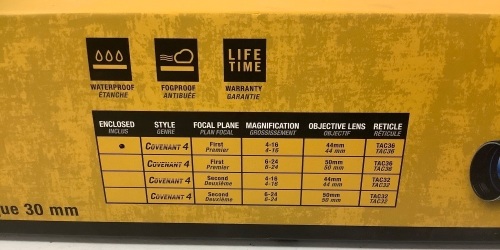 LIFE
TIME
WATERPROOF FOGPROOF WARRANTY
ÉTANCHE ANTIBUÉE GARANTIE
ENCLOSED STYLE FOCAL PLANE MAGNIFICATION OBJECTIVE LENS RETICLE
INCLUS GENRE PLAN FOCAL GROSSISSEMENT OBJECTIF RÉTICULE
• COVENANT 4 First 4-16 44mm TAC36
Premier 4-16 44 mm TAC36
COVENANT 4 First 6-24 50mm TAC36
Premier 6-24 50 mm TAC36
COVENANT 4 Second 4-16 44mm TAC32
Deuxième 4-16 44 mm TAC32
COVENANT 4 Second 6-24 50mm TAC32
Deuxième 6-24 50 mm TAC32
ue 30 mm